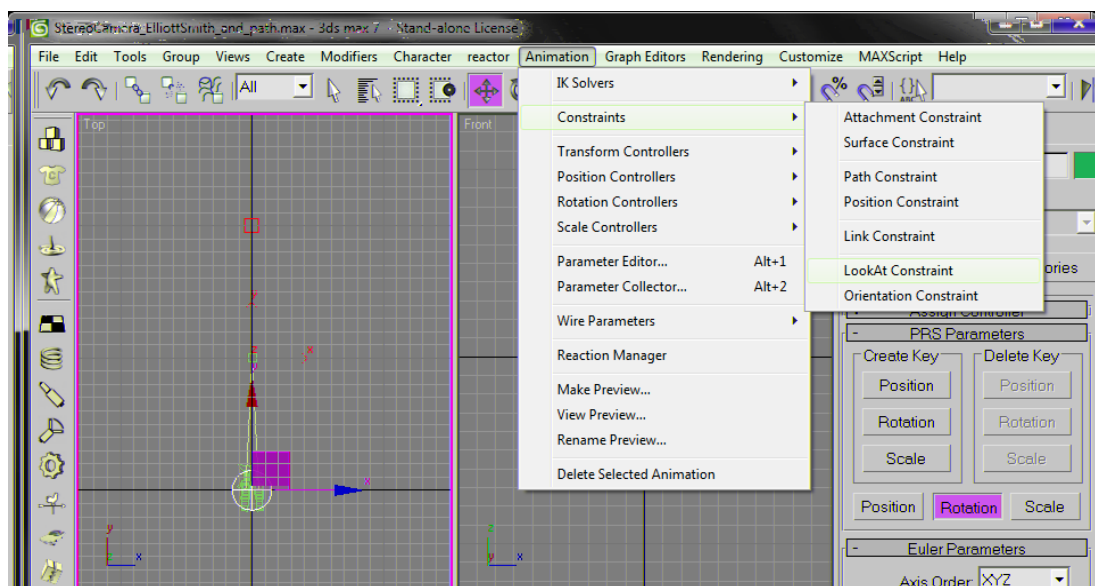 StereoCamera_ElliottSmith_and_path.max - 3ds max 7 - Stand-alone License
File Edit Tools Group Views Create Modifiers Character reactor Animation Graph Editors Rendering Customize MAXScript Help
All
ABC
Top
Front
IK Solvers
Constraints
Transform Controllers
Position Controllers
Rotation Controllers
Scale Controllers
Parameter Editor... Alt+1
Parameter Collector... Alt+2
Wire Parameters
Reaction Manager
Make Preview...
View Preview...
Rename Preview...
Delete Selected Animation
Attachment Constraint
Surface Constraint
Path Constraint
Position Constraint
Link Constraint
LookAt Constraint
Orientation Constraint
ories
Assign Controller
- PRS Parameters
Create Key Delete Key
Position Position
Rotation Rotation
Scale Scale
Position Rotation Scale
- Euler Parameters
Axis Order: XYZ
y
x
z
x
y
z
y
x
y
x